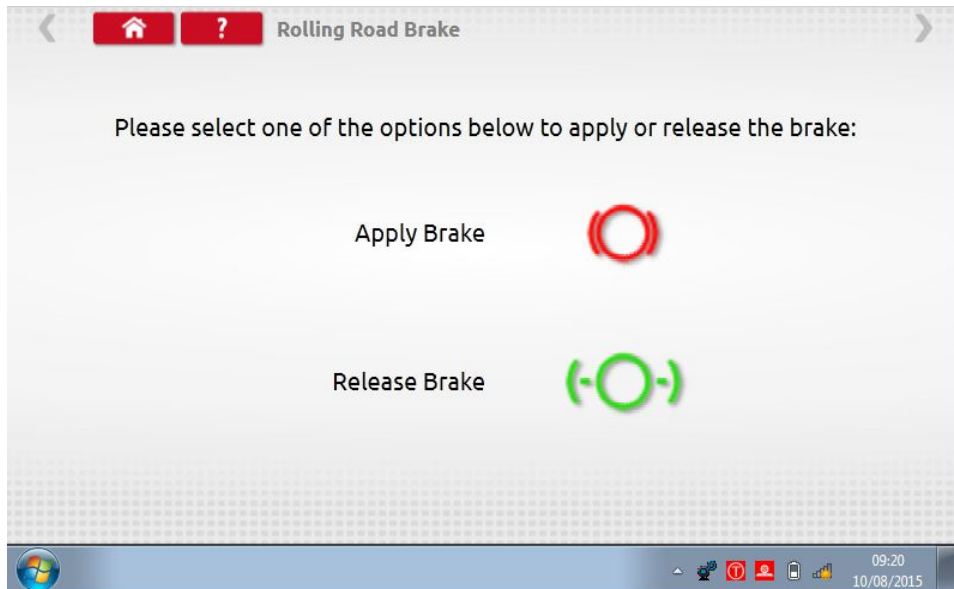 ? Rolling Road Brake
Please select one of the options below to apply or release the brake:
Apply Brake
Release Brake
09:20
10/08/2015